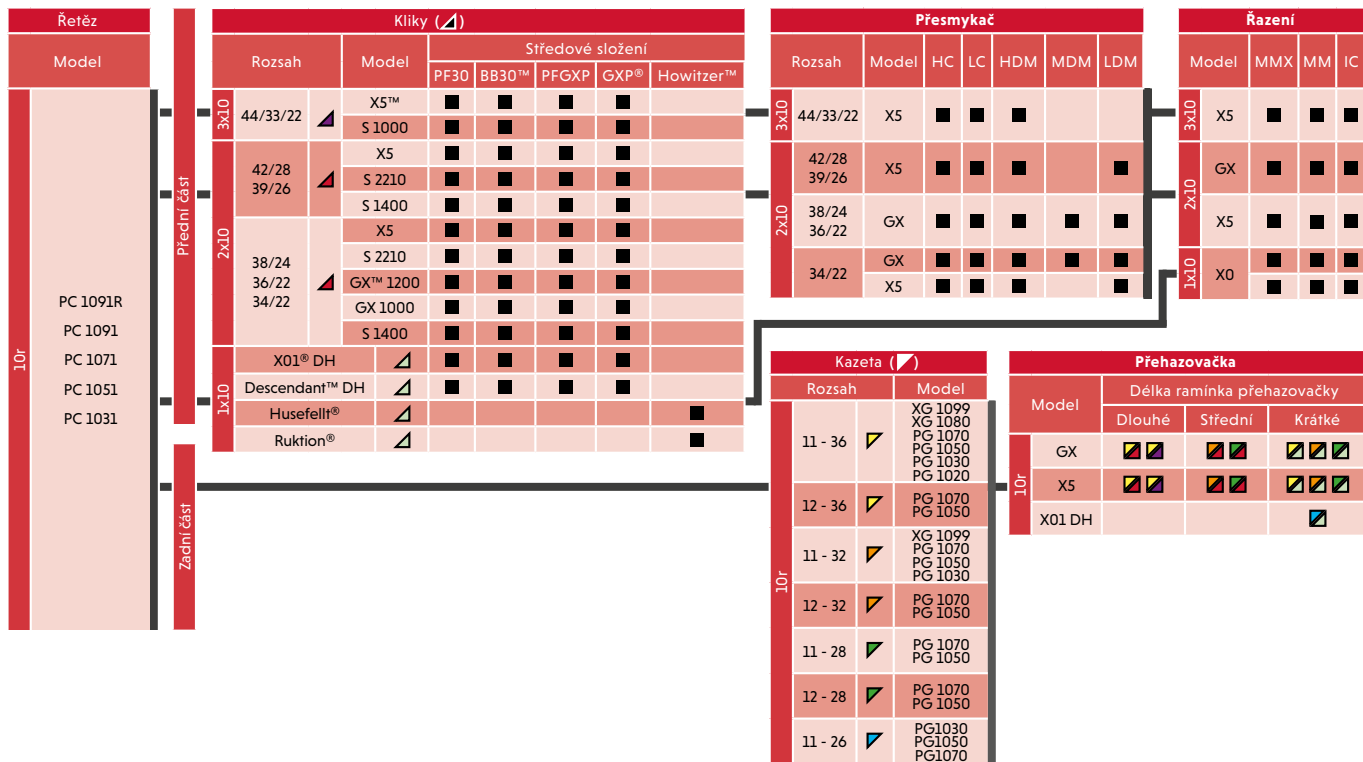 Řetěz
Model
10r
PC 1091R
PC 1091
PC 1071
PC 1051
PC 1031
Přední část
Zadní část
Kliky ( )
Rozsah Model Středové složení
PF30 BB30™ PFGXP GXP® Howitzer™
3x10
44/33/22 X5™
S 1000
2x10
42/28
39/26
X5
S 2210
S 1400
38/24
36/22
34/22
X5
S 2210
GX™ 1200
GX 1000
S 1400
1x10
X01® DH
Descendant™ DH
Husefellt®
Ruktion®
Přesmykač
Rozsah Model HC LC HDM MDM LDM
3x10
44/33/22 X5
2x10
42/28
39/26
X5
38/24
36/22
GX
34/22
GX
X5
Řazení
Model MMX MM IC
3x10
X5
2x10
GX
X5
1x10
X0
Kazeta ( )
Rozsah Model
10r
11 - 36
XG 1099
XG 1080
PG 1070
PG 1050
PG 1030
PG 1020
12 - 36
PG 1070
PG 1050
11 - 32
XG 1099
PG 1070
PG 1050
PG 1030
12 - 32
PG 1070
PG 1050
11 - 28
PG 1070
PG 1050
12 - 28
PG 1070
PG 1050
11 - 26
PG1030
PG1050
PG1070
Přehazovačka
Model Délka ramínka přehazovačky
Dlouhé Střední Krátké
10r
GX
X5
X01 DH